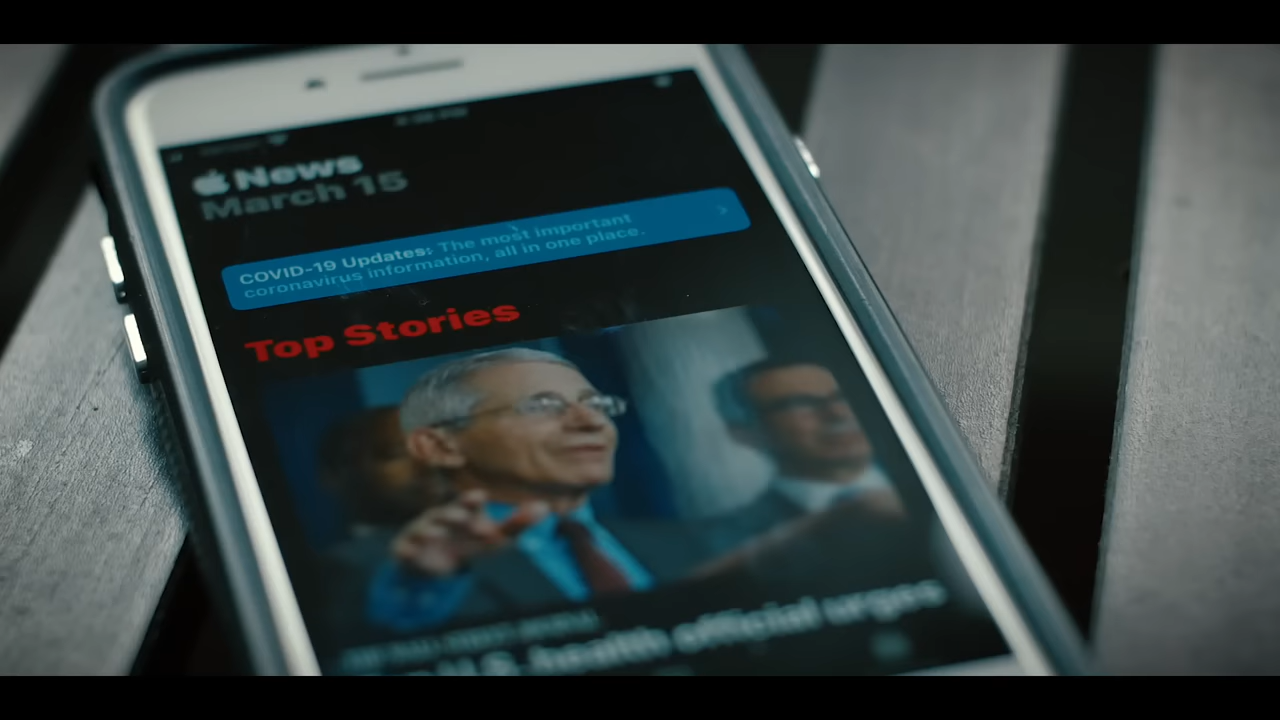 News
March 15
COVID-19 Updates: The most important
coronavirus information, all in one place.
Top Stories
U.S. health official urges